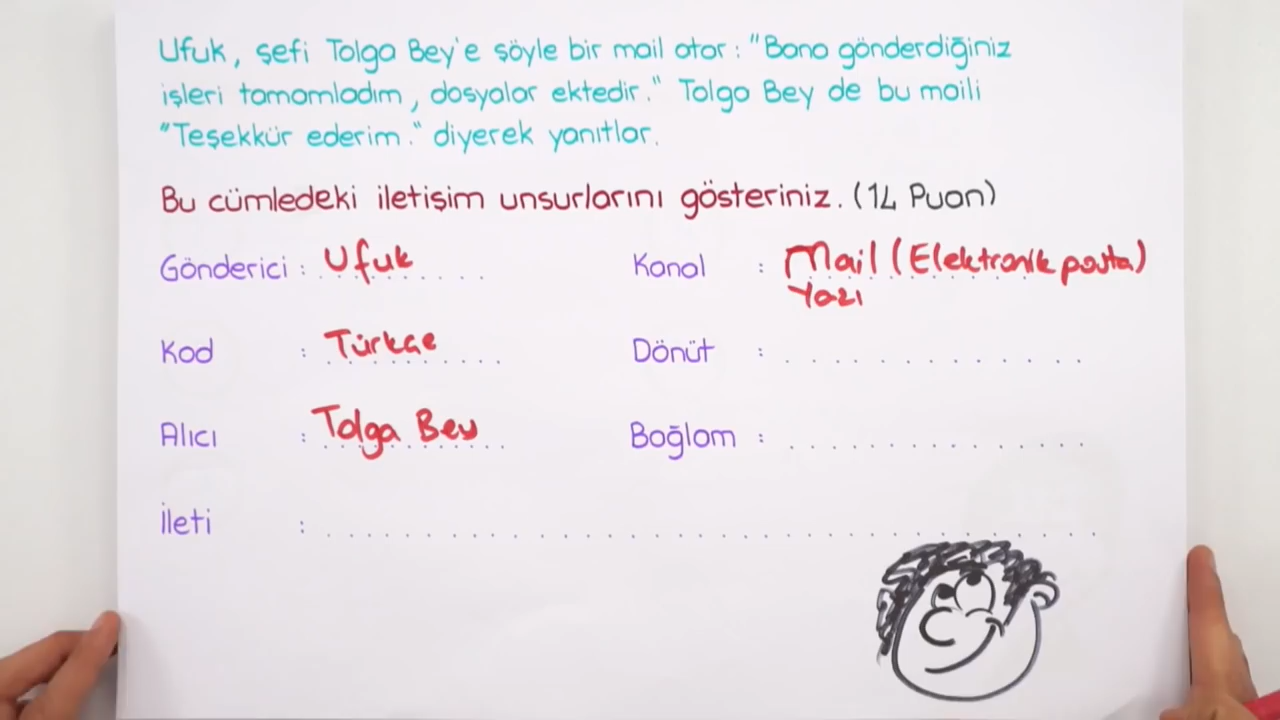 Ufuk, şefi Tolga Bey'e şöyle bir mail atar: "Bana gönderdiğiniz
işleri tamamladım, dosyalar ektedir." Tolga Bey de bu maili
"Teşekkür ederim." diyerek yanıtlar.
Bu cümledeki iletişim unsurlarını gösteriniz. (14 Puan)
Gönderici : Ufuk
Kanal : Mail (Elektronik posta)
Yazı
Kod : Türkçe
Dönüt : . . . . . . . . . . . . .
Alıcı : Tolga Bey
Bağlam : . . . . . . . . . . . . . .
İleti : . . . . . . . . . . . . . . . . . . . . . . . . . . . . . . . . . . . .